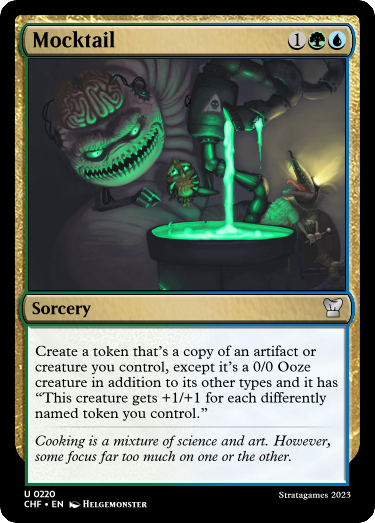 Mocktail 1
Sorcery
Create a token that's a copy of an artifact or
creature you control, except it's a 0/0 Ooze
creature in addition to its other types and it has
“This creature gets +1/+1 for each differently
named token you control.”
Cooking is a mixture of science and art. However,
some focus far too much on one or the other.
U 0220
Stratagames 2023
CHF • EN Helgemonster